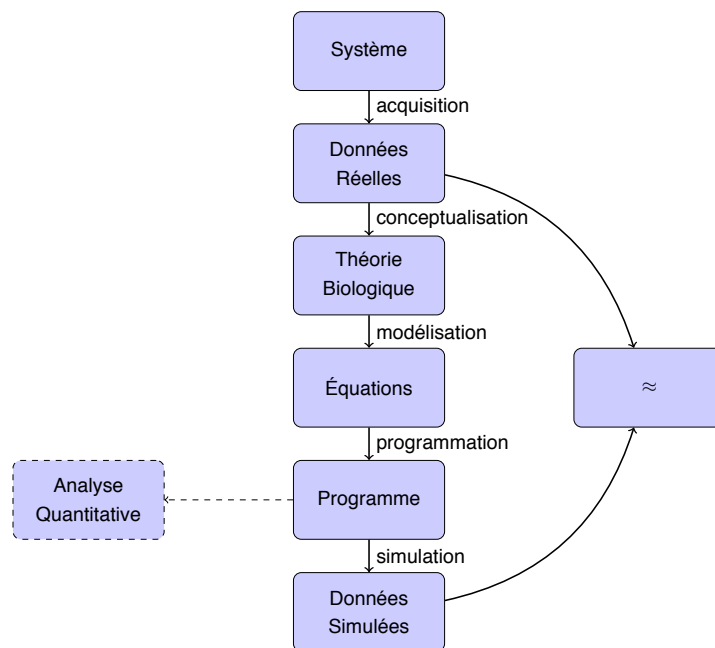 Système
acquisition
Données
Réelles
conceptualisation
Théorie
Biologique
modélisation
Équations
≈
programmation
Analyse
Quantitative
Programme
simulation
Données
Simulées